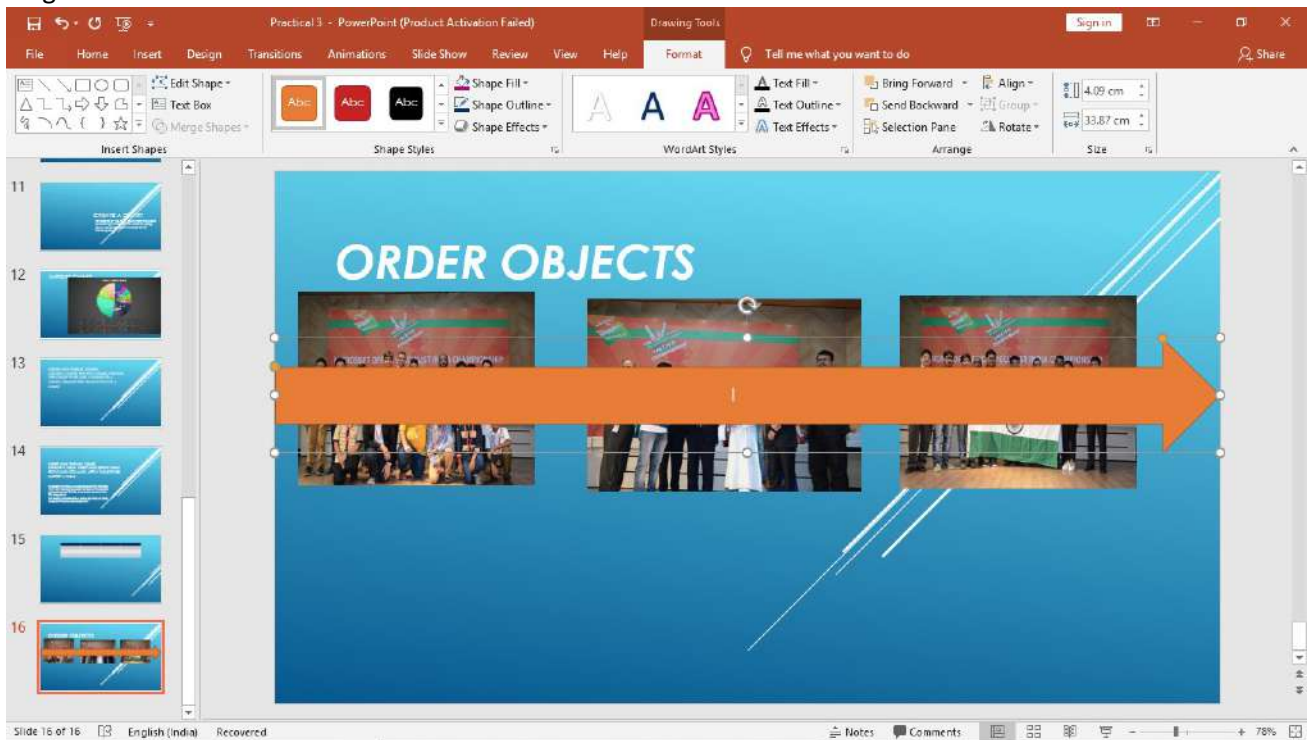 Practical 3 - PowerPoint (Product Activation Failed)
Drawing Tools
Sign in
File Home Insert Design Transitions Animations Slide Show Review View Help Format Tell me what you want to do Share
Edit Shape
Text Box
Merge Shapes
Insert Shapes
Abc Abc Abc
Shape Fill
Shape Outline
Shape Effects
Shape Styles
A A A
Text Fill
Text Outline
Text Effects
WordArt Styles
Bring Forward
Send Backward
Selection Pane
Align
Group
Rotate
Arrange
4.09 cm
33.87 cm
Size
11
12
13
14
15
16
ORDER OBJECTS
ORDER OBJECTS
Slide 16 of 16 English (India) Recovered Notes Comments 78%